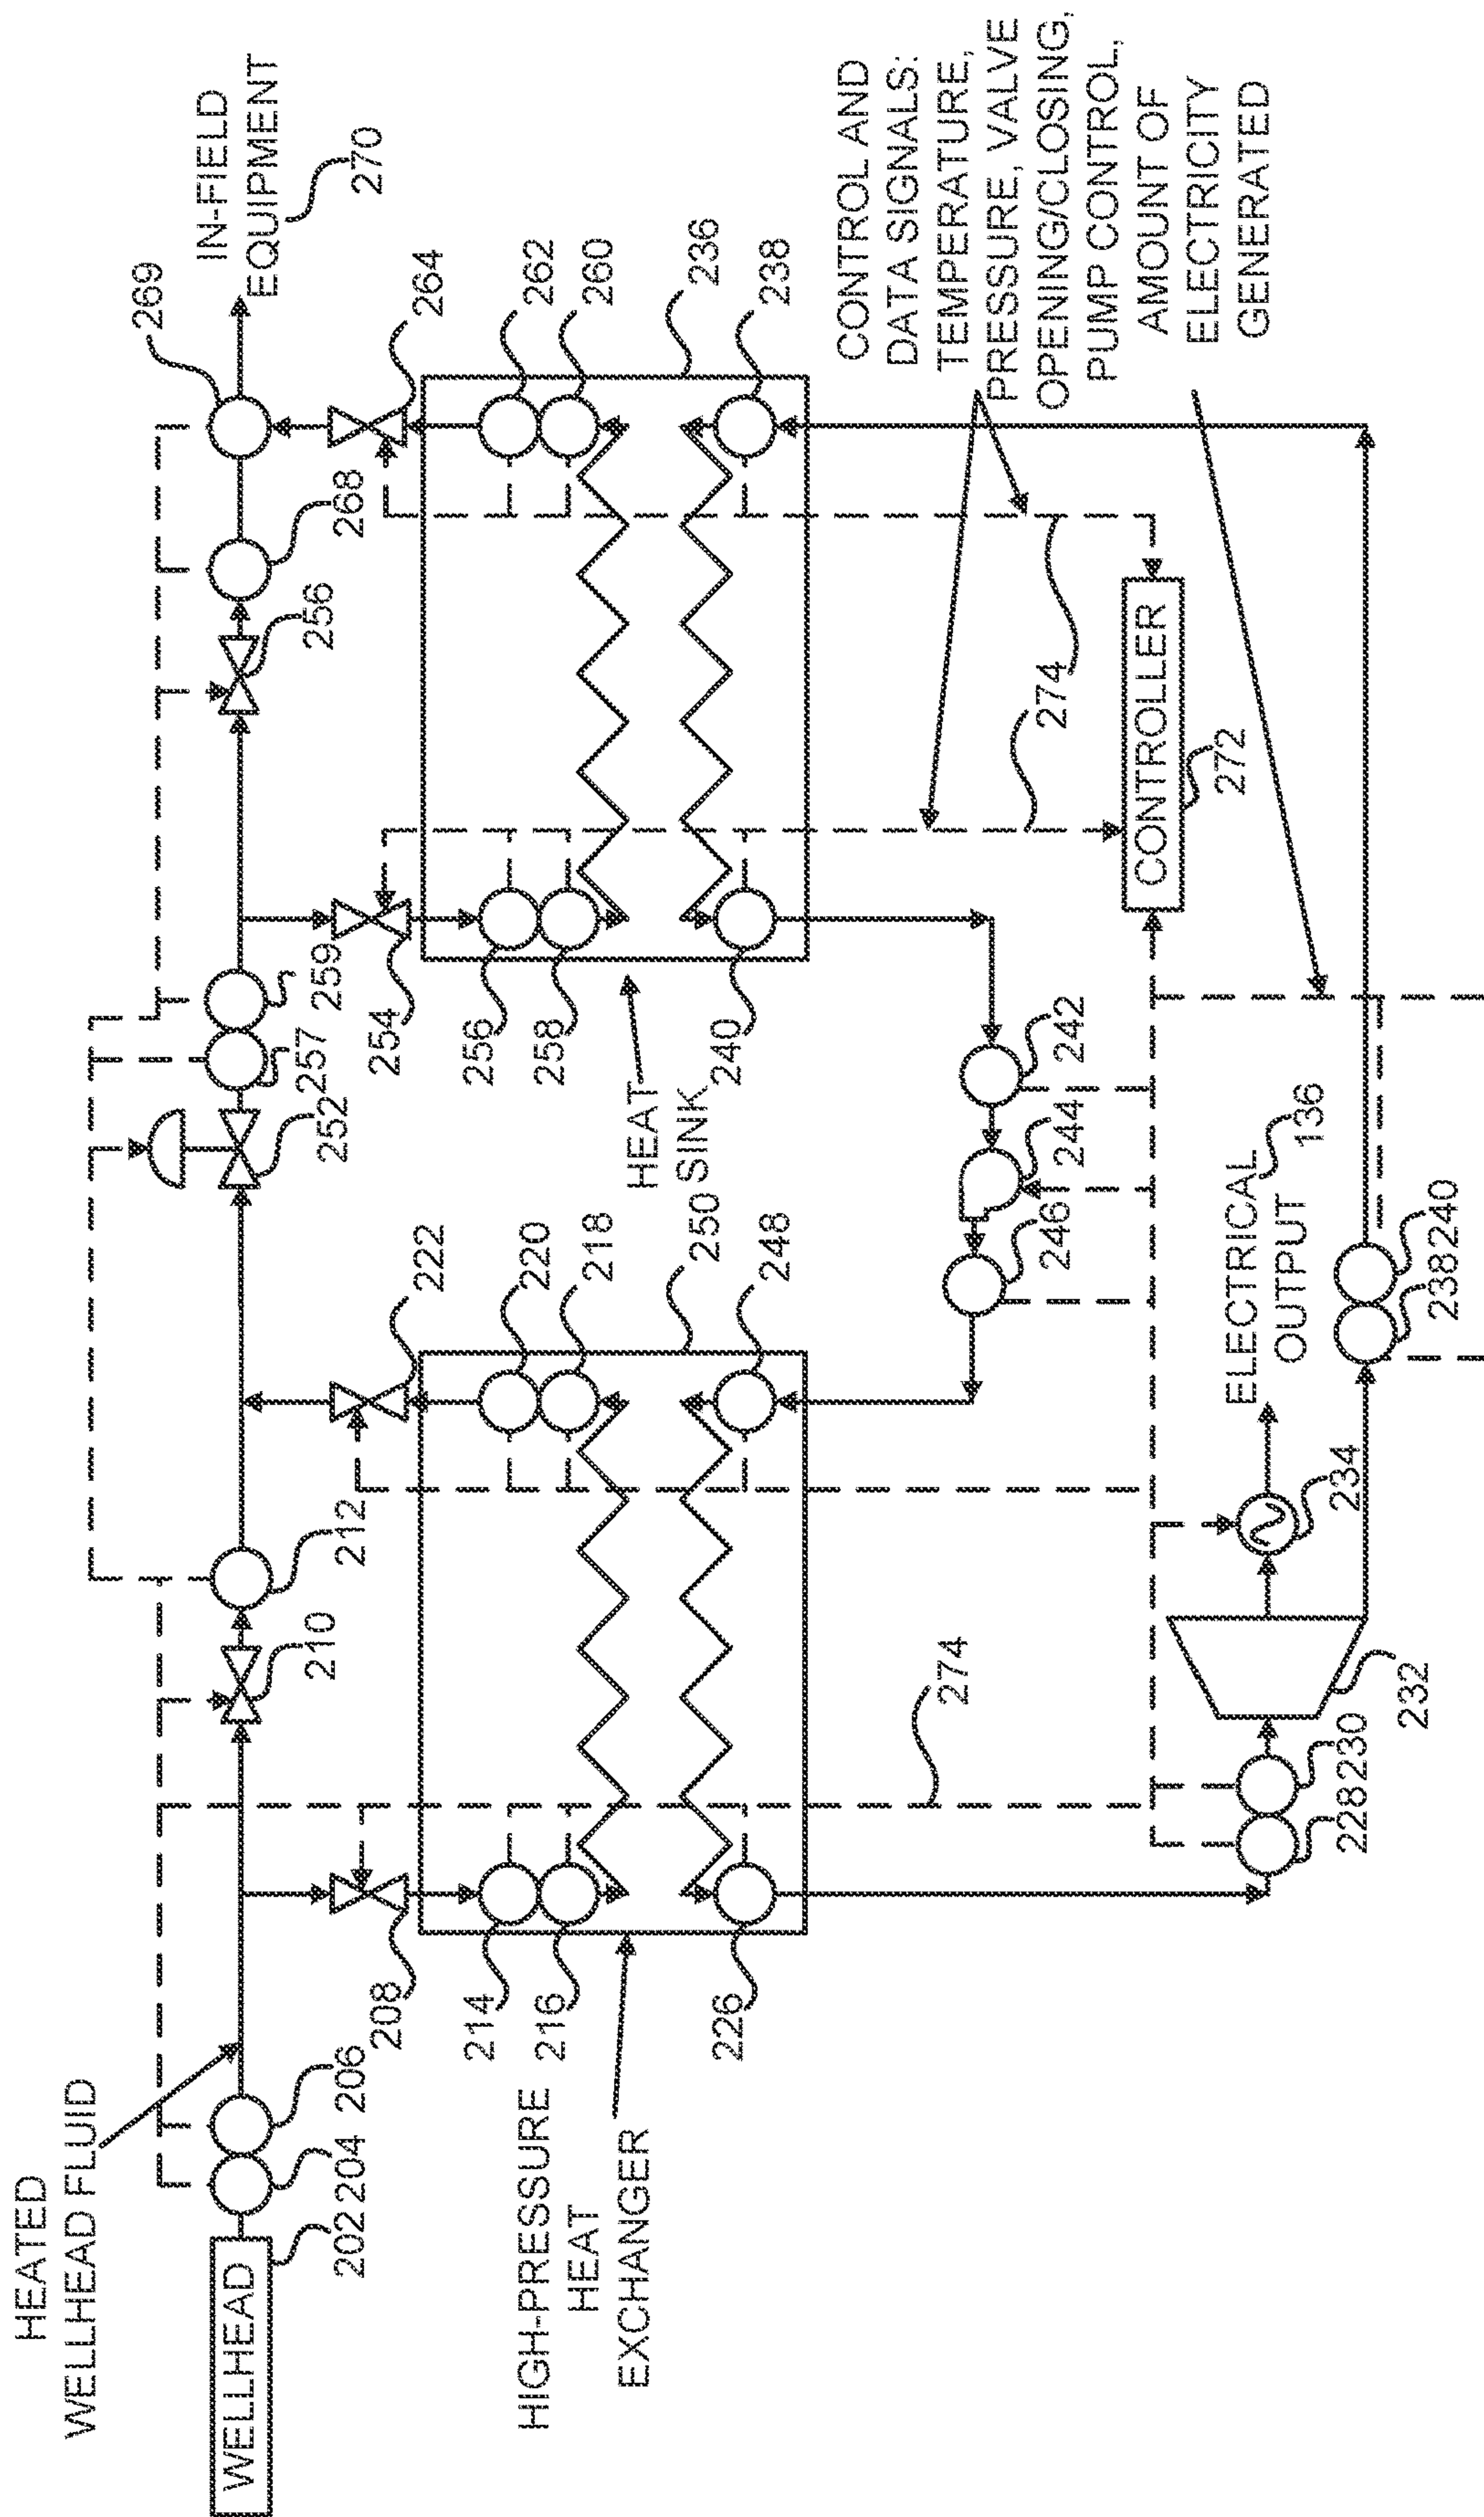 HEATED
WELLHEAD FLUID
269
IN-FIELD
EQUIPMENT
270
WELLHEAD
202
204
206
210
212
252
257
259
256
268
208
222
254
264
214
220
256
262
HIGH-PRESSURE
HEAT
EXCHANGER
216
218
258
260
HEAT
SINK
250
236
226
248
240
238
CONTROL AND
DATA SIGNALS:
TEMPERATURE,
PRESSURE, VALVE
OPENING/CLOSING,
PUMP CONTROL,
AMOUNT OF
ELECTRICITY
GENERATED
274
246
244
242
274
274
CONTROLLER
272
ELECTRICAL
OUTPUT
136
228
230
234
232
238
240